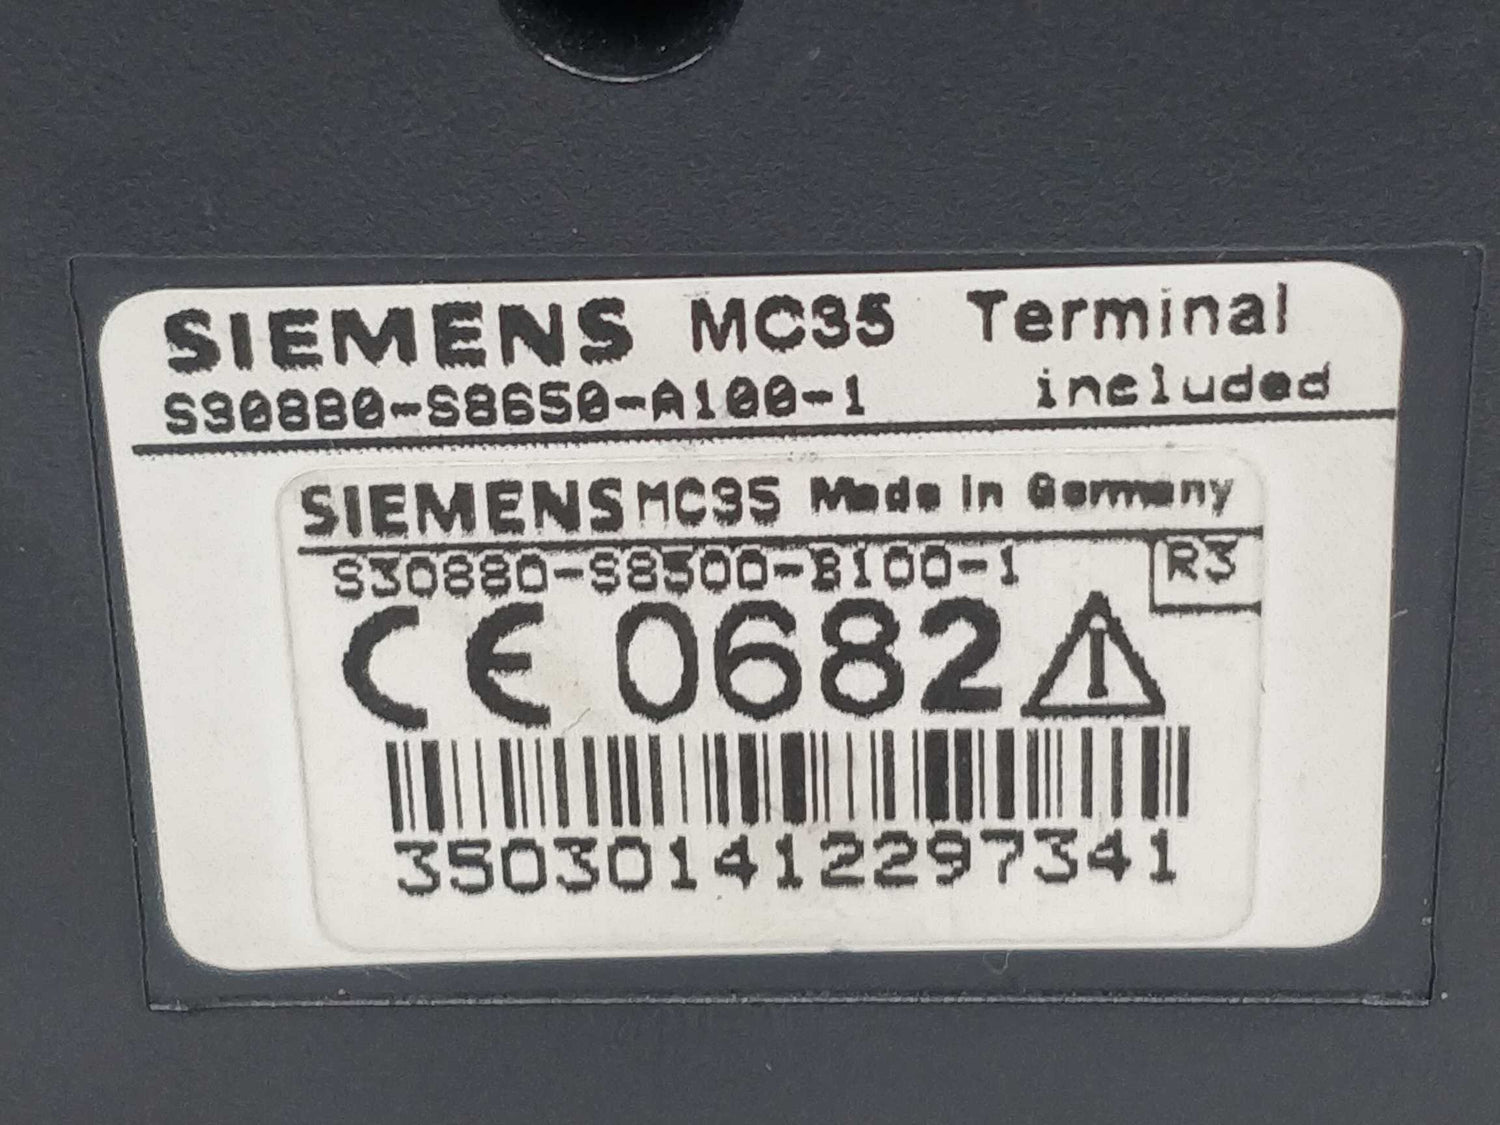 SIEMENS MC35 Terminal
S30880-S8650-A100-1 included
SIEMENS MC35 Made in Germany
S30880-S8500-B100-1 R3
CE 0682
350301412297341